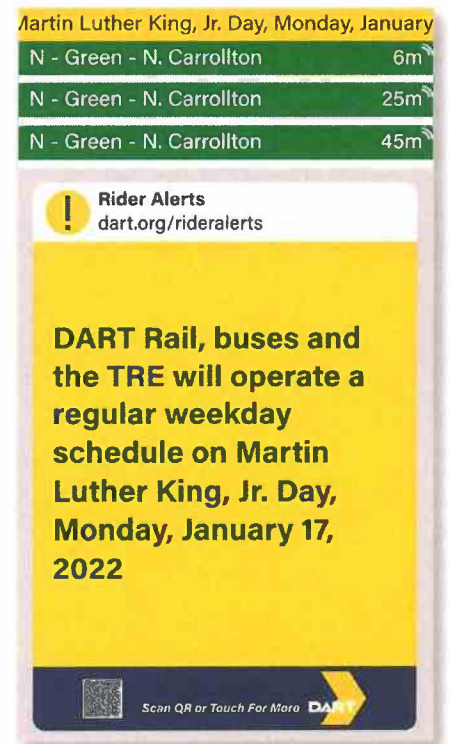 Martin Luther King, Jr. Day, Monday, January
N - Green - N. Carrollton 6m
N - Green - N. Carrollton 25m
N - Green - N. Carrollton 45m
! Rider Alerts
dart.org/rideralerts
DART Rail, buses and
the TRE will operate a
regular weekday
schedule on Martin
Luther King, Jr. Day,
Monday, January 17,
2022
Scan QR or Touch For More DART